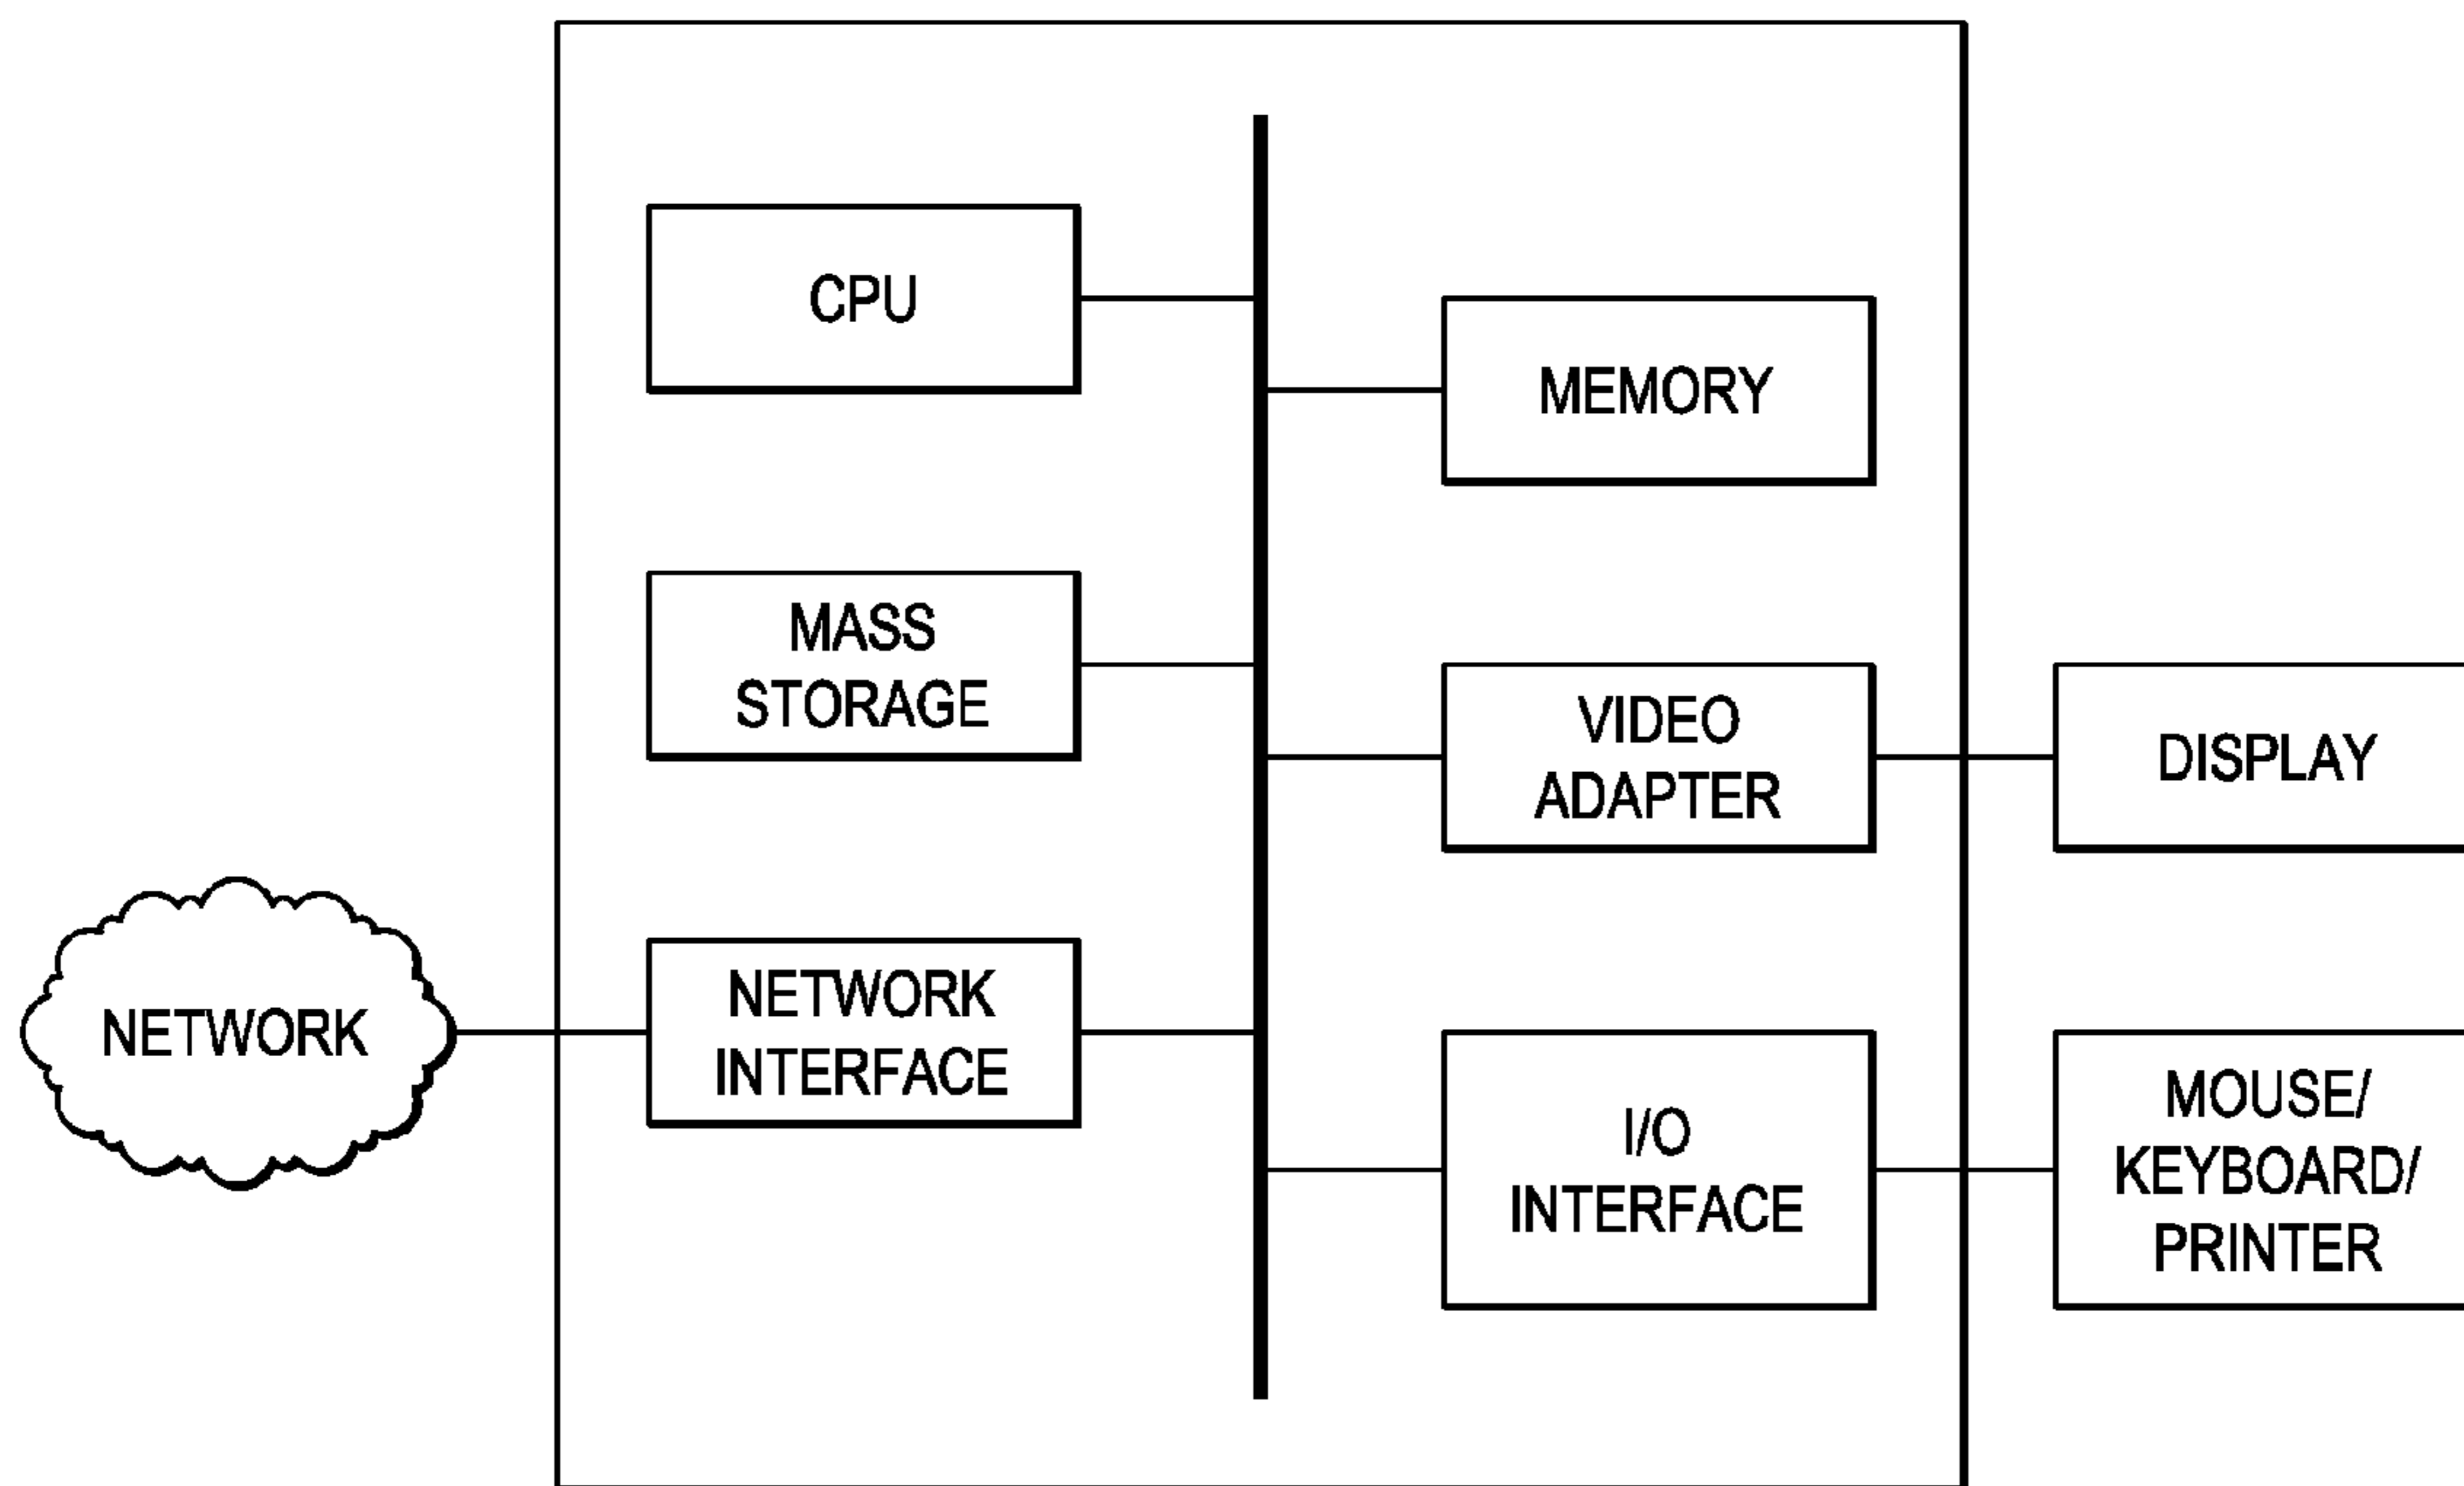 CPU
MEMORY
MASS
STORAGE
VIDEO
ADAPTER
DISPLAY
NETWORK
NETWORK
INTERFACE
I/O
INTERFACE
MOUSE/
KEYBOARD/
PRINTER